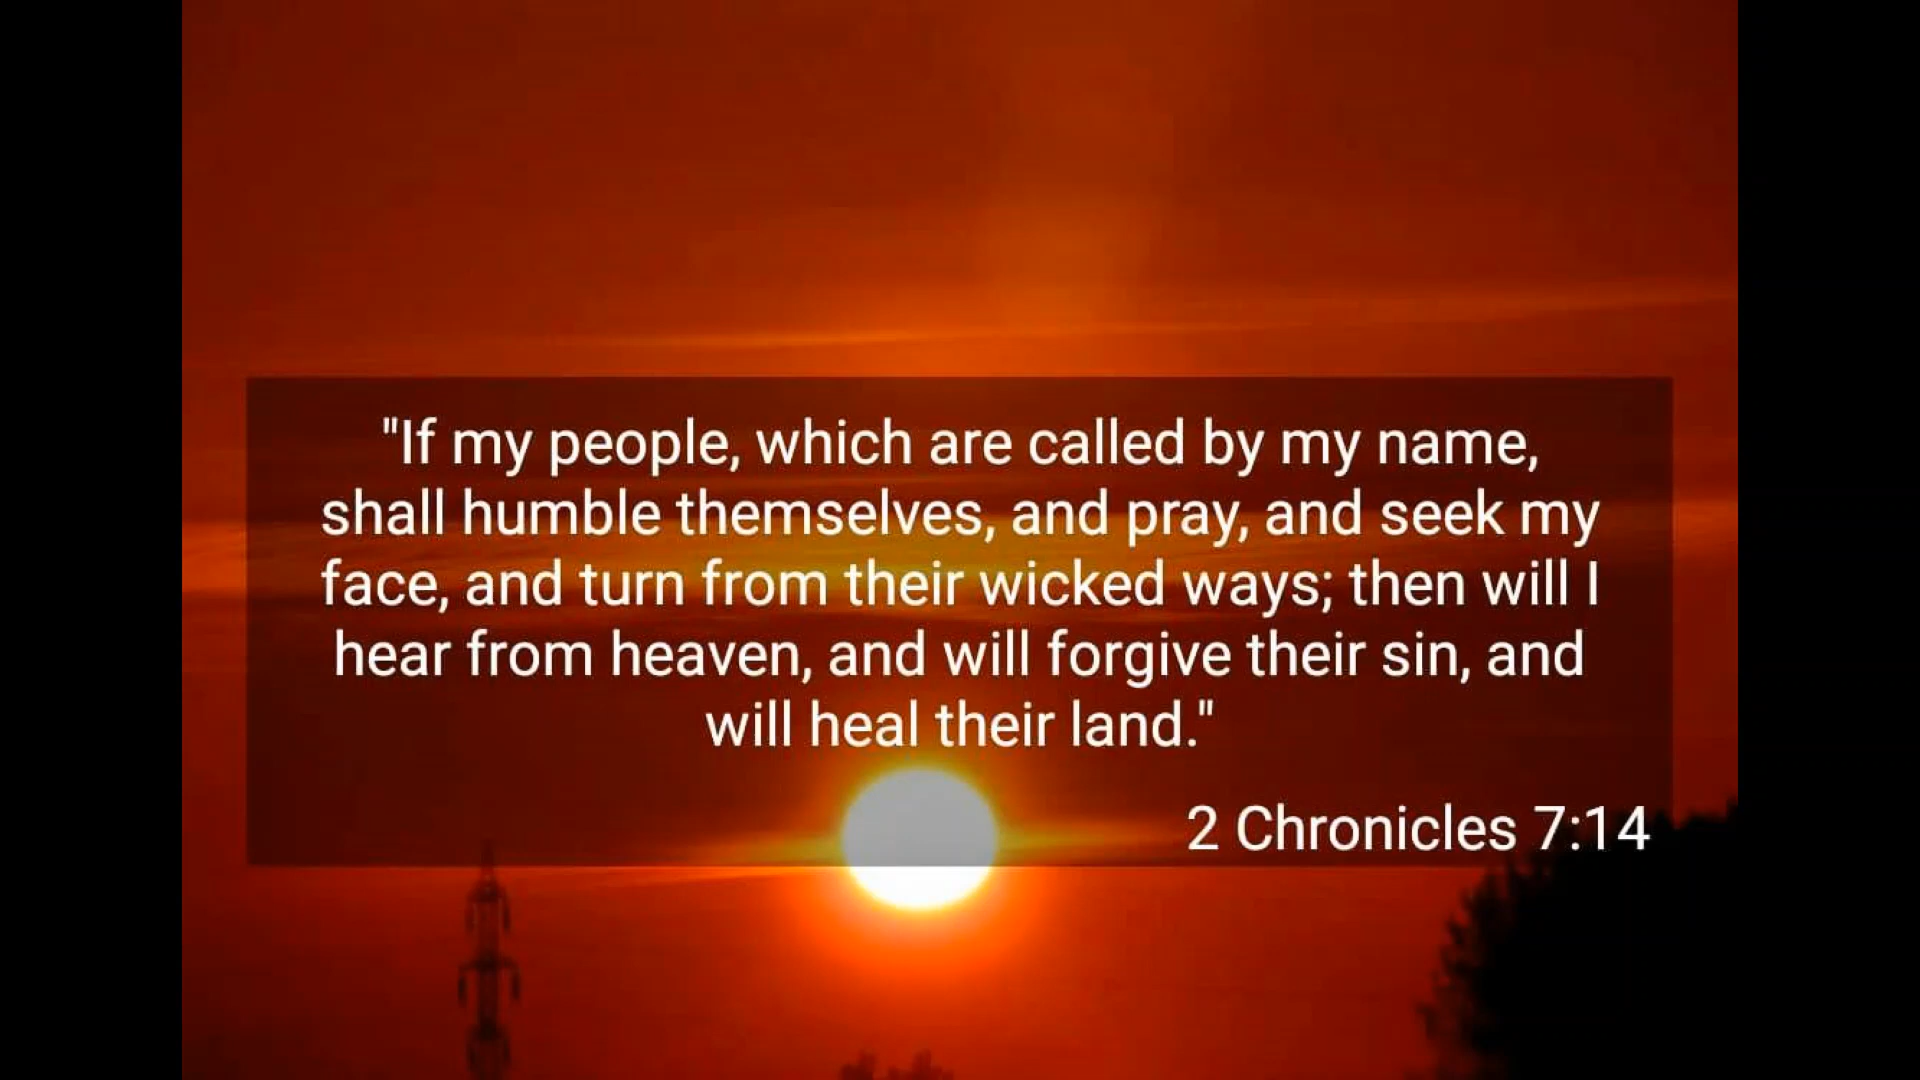 "If my people, which are called by my name,
shall humble themselves, and pray, and seek my
face, and turn from their wicked ways; then will I
hear from heaven, and will forgive their sin, and
will heal their land."
2 Chronicles 7:14